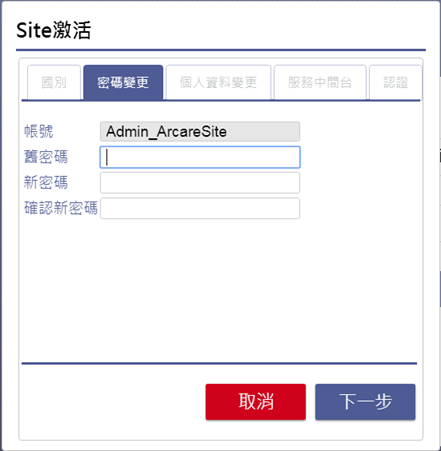 Site激活
國別 密碼變更 個人資料變更 服務中間台 認證
帳號 Admin_ArcareSite
舊密碼
新密碼
確認新密碼
取消 下一步